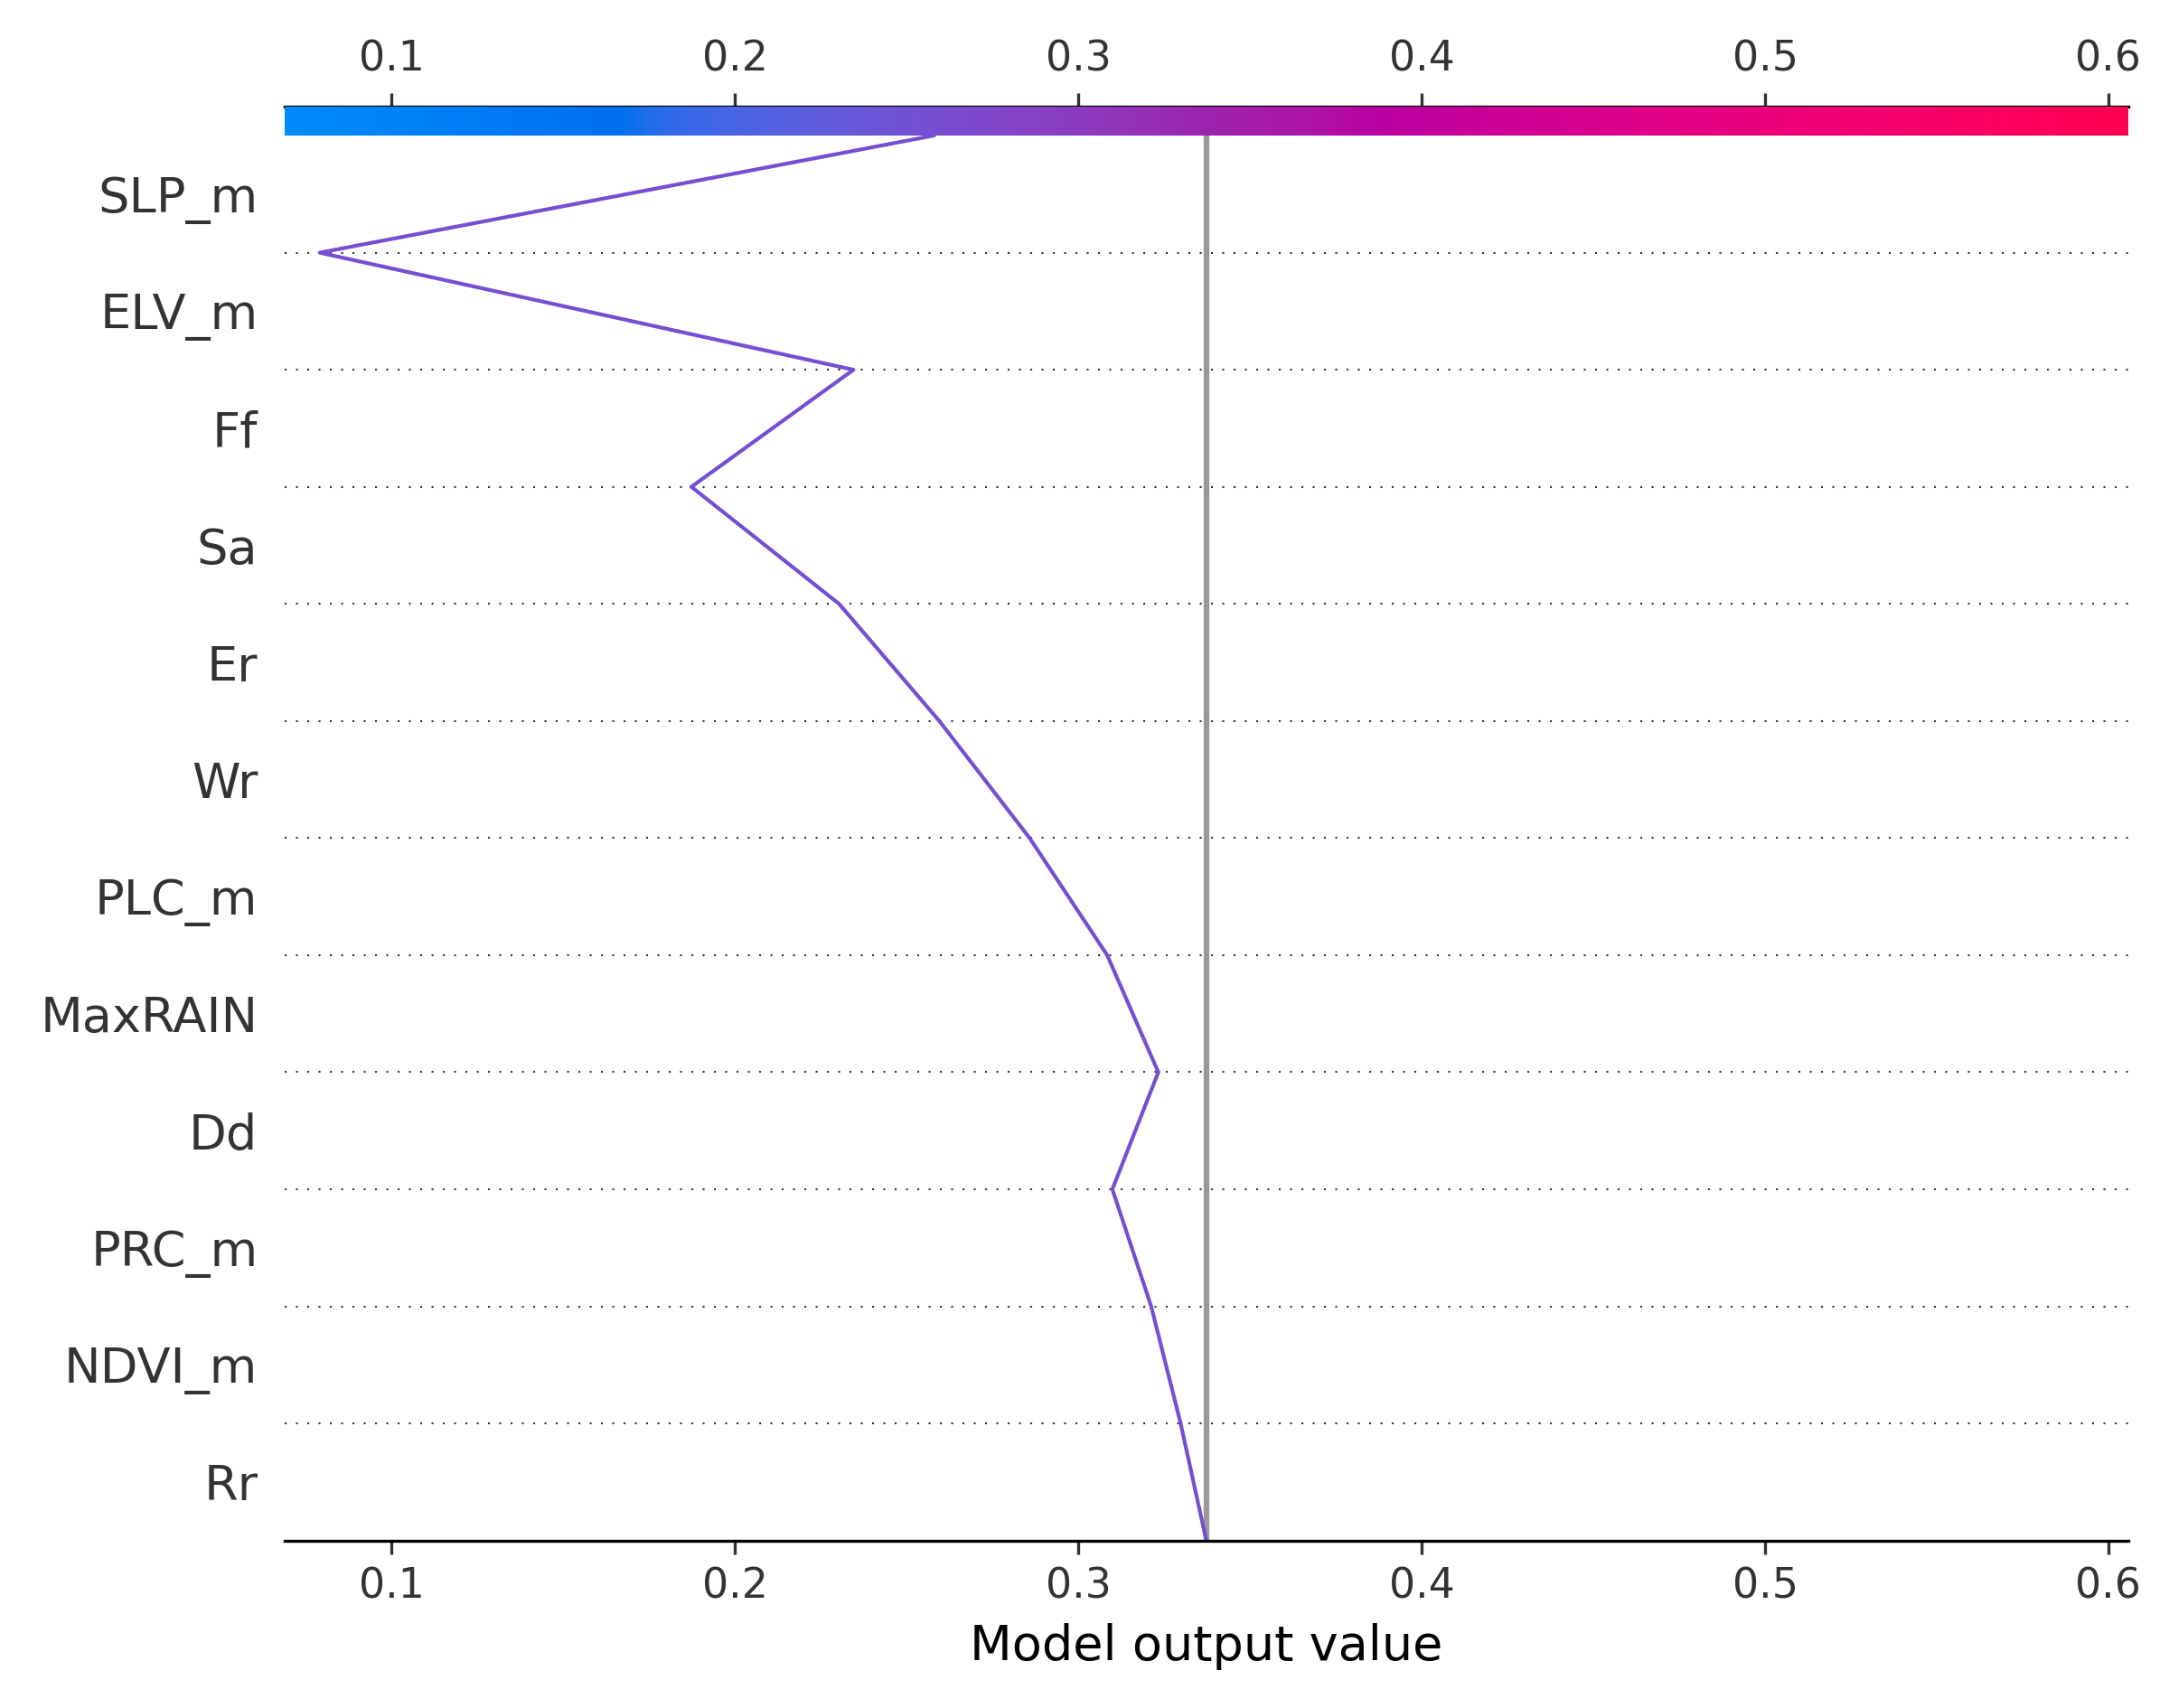 0.1 0.2 0.3 0.4 0.5 0.6
SLP_m
ELV_m
Ff
Sa
Er
Wr
PLC_m
MaxRAIN
Dd
PRC_m
NDVI_m
Rr
0.1 0.2 0.3 0.4 0.5 0.6
Model output value